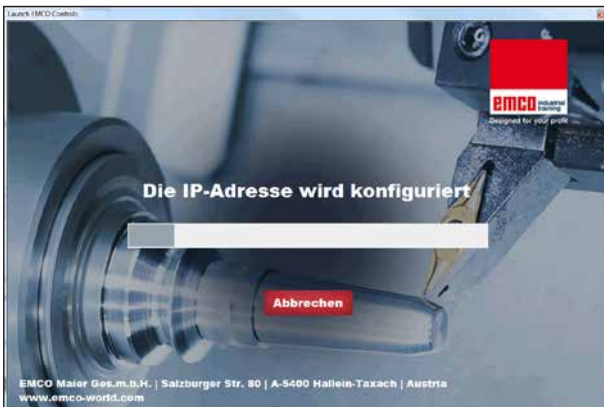 Launch EMCO Controls
emco industrial
training
Designed for your profit
Die IP-Adresse wird konfiguriert
Abbrechen
EMCO Maier Ges.m.b.H. | Salzburger Str. 80 | A-5400 Hallein-Taxach | Austria
www.emco-world.com